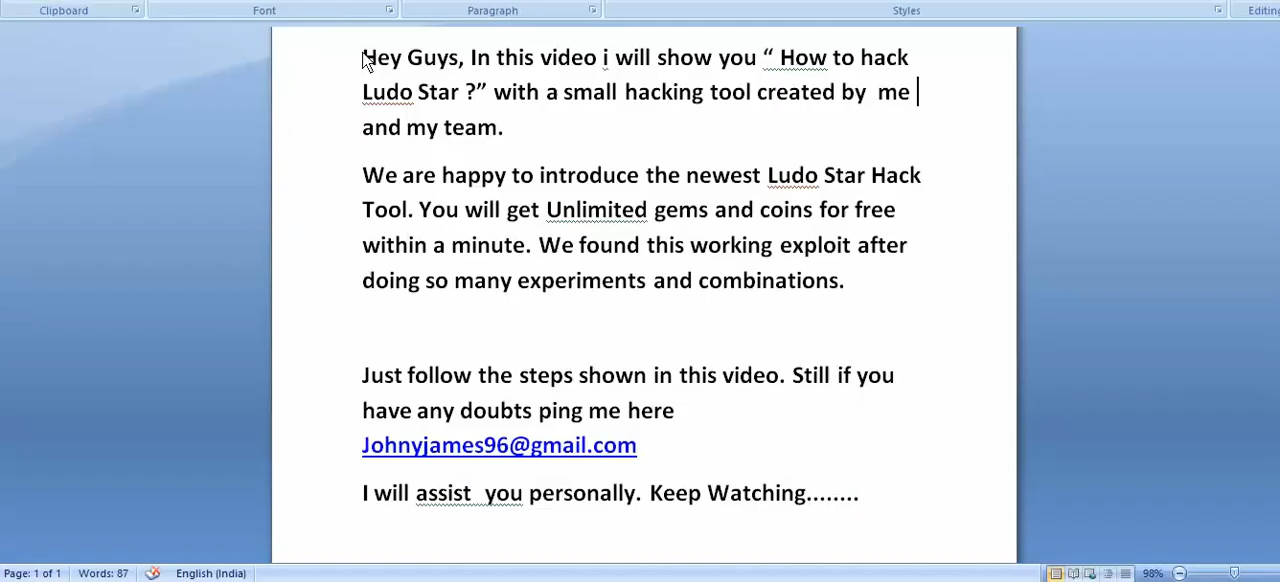 Clipboard Font Paragraph Styles Editing
Hey Guys, In this video i will show you “ How to hack
Ludo Star ?” with a small hacking tool created by me
and my team.
We are happy to introduce the newest Ludo Star Hack
Tool. You will get Unlimited gems and coins for free
within a minute. We found this working exploit after
doing so many experiments and combinations.
Just follow the steps shown in this video. Still if you
have any doubts ping me here
Johnyjames96@gmail.com
I will assist you personally. Keep Watching........
Page: 1 of 1 Words: 87 English (India) 98%